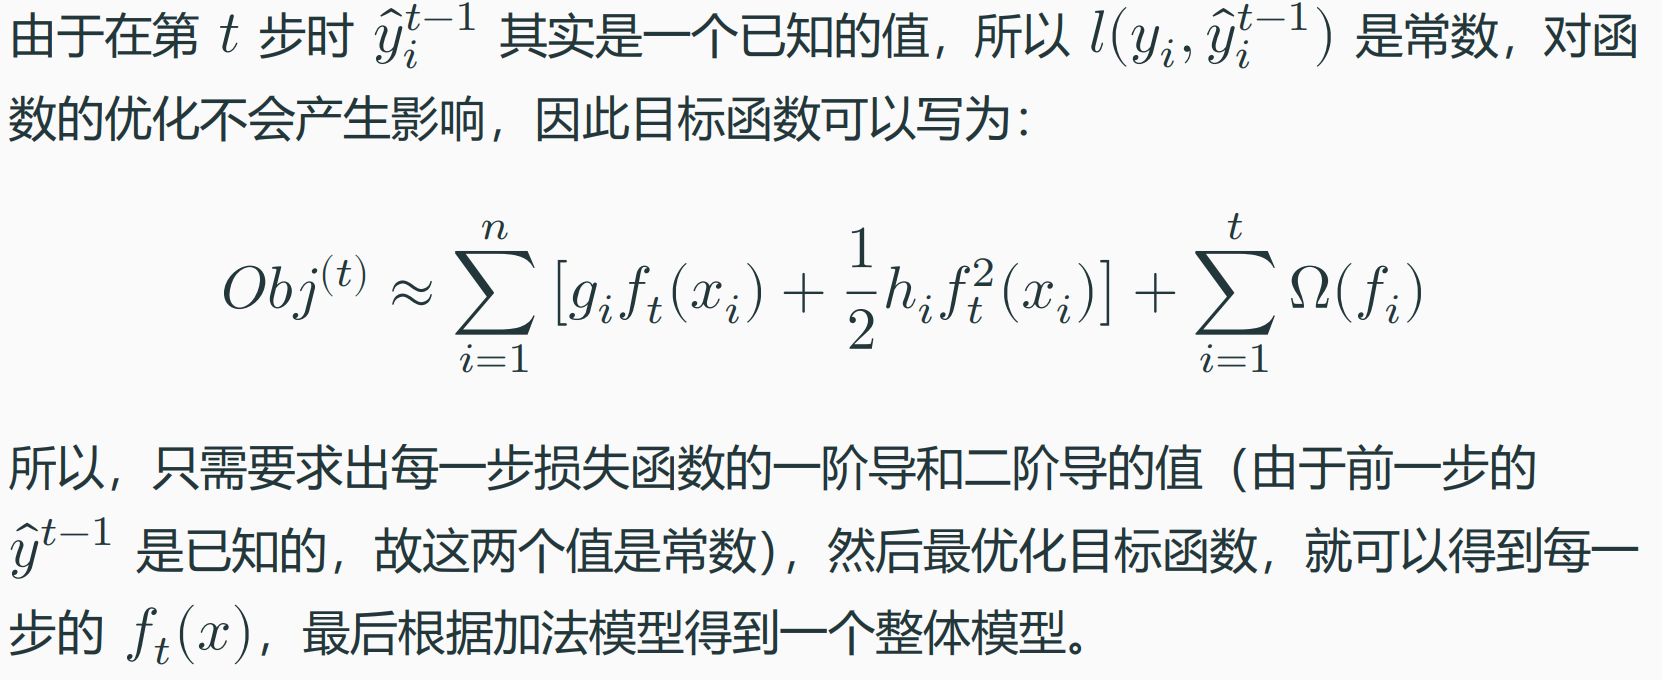 由于在第 $t$ 步时 $\hat{y}_i^{t-1}$ 其实是一个已知的值，所以 $l(y_i, \hat{y}_i^{t-1})$ 是常数，对函
数的优化不会产生影响，因此目标函数可以写为：
$$Obj^{(t)} \approx \sum_{i=1}^{n} \left[ g_i f_t(x_i) + \frac{1}{2} h_i f_t^2(x_i) \right] + \sum_{i=1}^{t} \Omega(f_i)$$
所以，只需要求出每一步损失函数的一阶导和二阶导的值（由于前一步的
$\hat{y}^{t-1}$ 是已知的，故这两个值是常数），然后最优化目标函数，就可以得到每一
步的 $f_t(x)$，最后根据加法模型得到一个整体模型。